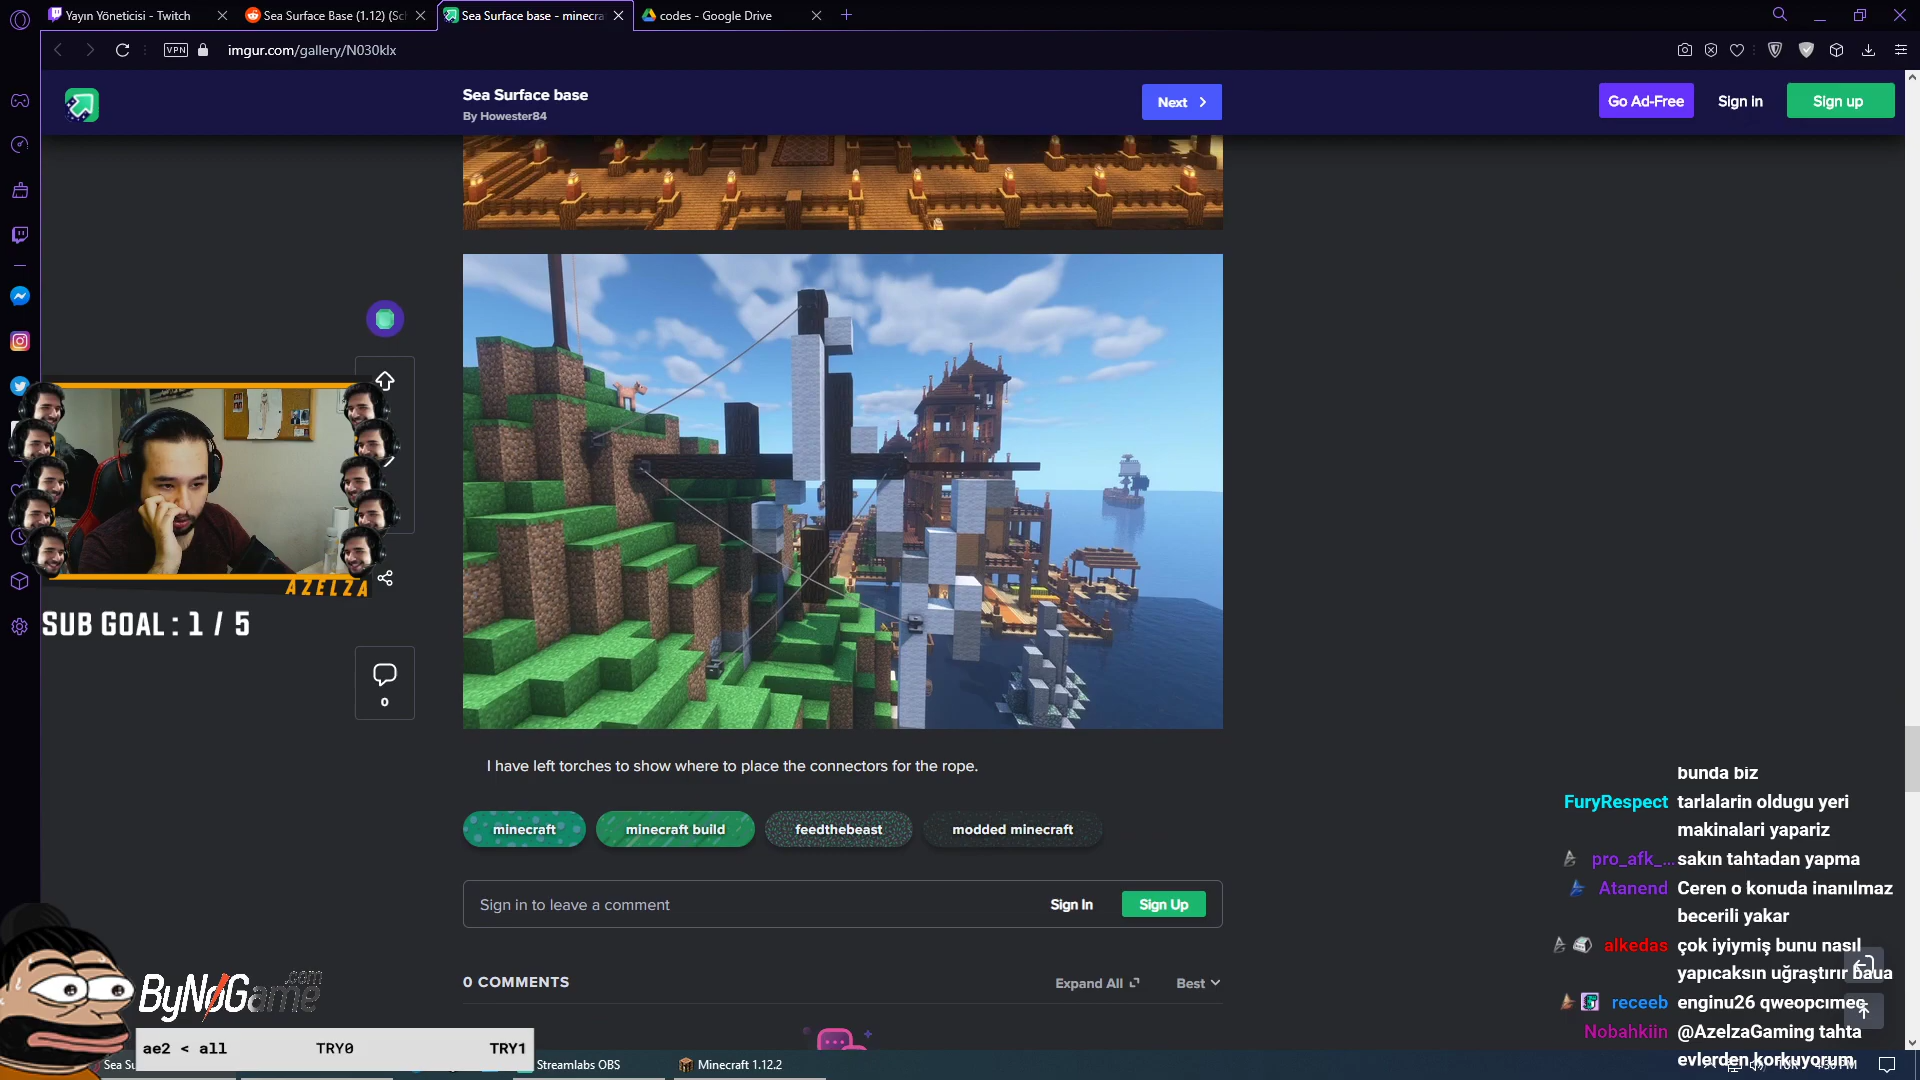 Yayın Yöneticisi - Twitch
Sea Surface Base (1.12) (Sch
Sea Surface base - minecra
codes - Google Drive
VPN
imgur.com/gallery/N030klx
Sea Surface base
By Howester84
Next
Go Ad-Free
Sign in
Sign up
AZELZA
SUB GOAL : 1 / 5
0
I have left torches to show where to place the connectors for the rope.
minecraft
minecraft build
feedthebeast
modded minecraft
Sign in to leave a comment
Sign In
Sign Up
0 COMMENTS
Expand All
Best
bunda biz
FuryRespect tarlalarin oldugu yeri
makinalari yapariz
pro_afk_... sakın tahtadan yapma
Atanend Ceren o konuda inanılmaz
becerili yakar
alkedas çok iyiymiş bunu nasıl
yapıcaksın uğraştırır baua
receeb enginu26 qweopcımeç
Nobahkiin @AzelzaGaming tahta
evlerden korkuyorum
ByNoGame.com
ae2 < all
TRY0
TRY1
Sea Su
Streamlabs OBS
Minecraft 1.12.2